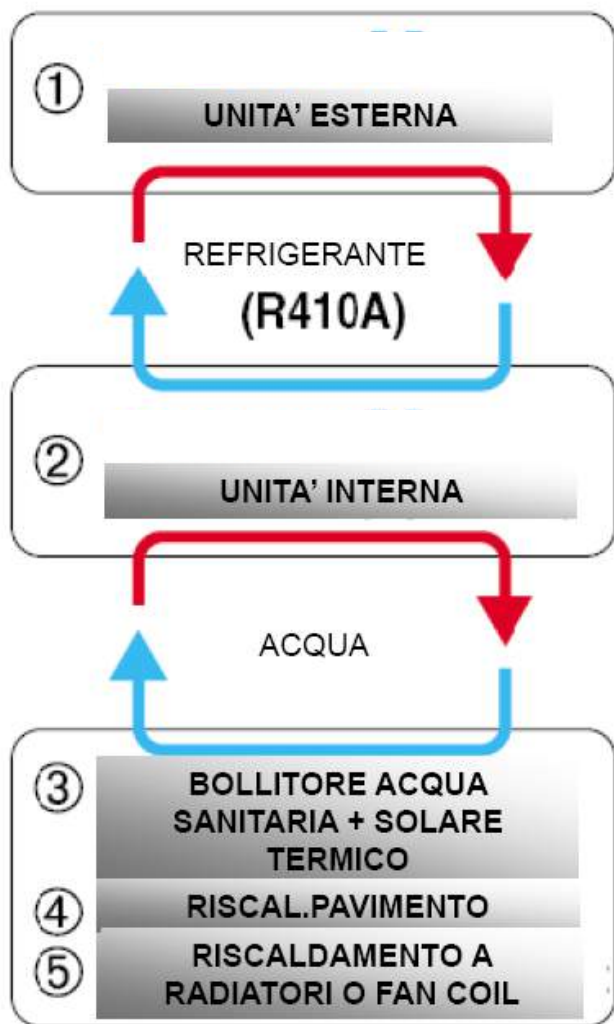 ①
UNITA' ESTERNA
REFRIGERANTE
(R410A)
②
UNITA' INTERNA
ACQUA
③
BOLLITORE ACQUA
SANITARIA + SOLARE
TERMICO
④
RISCAL.PAVIMENTO
⑤
RISCALDAMENTO A
RADIATORI O FAN COIL